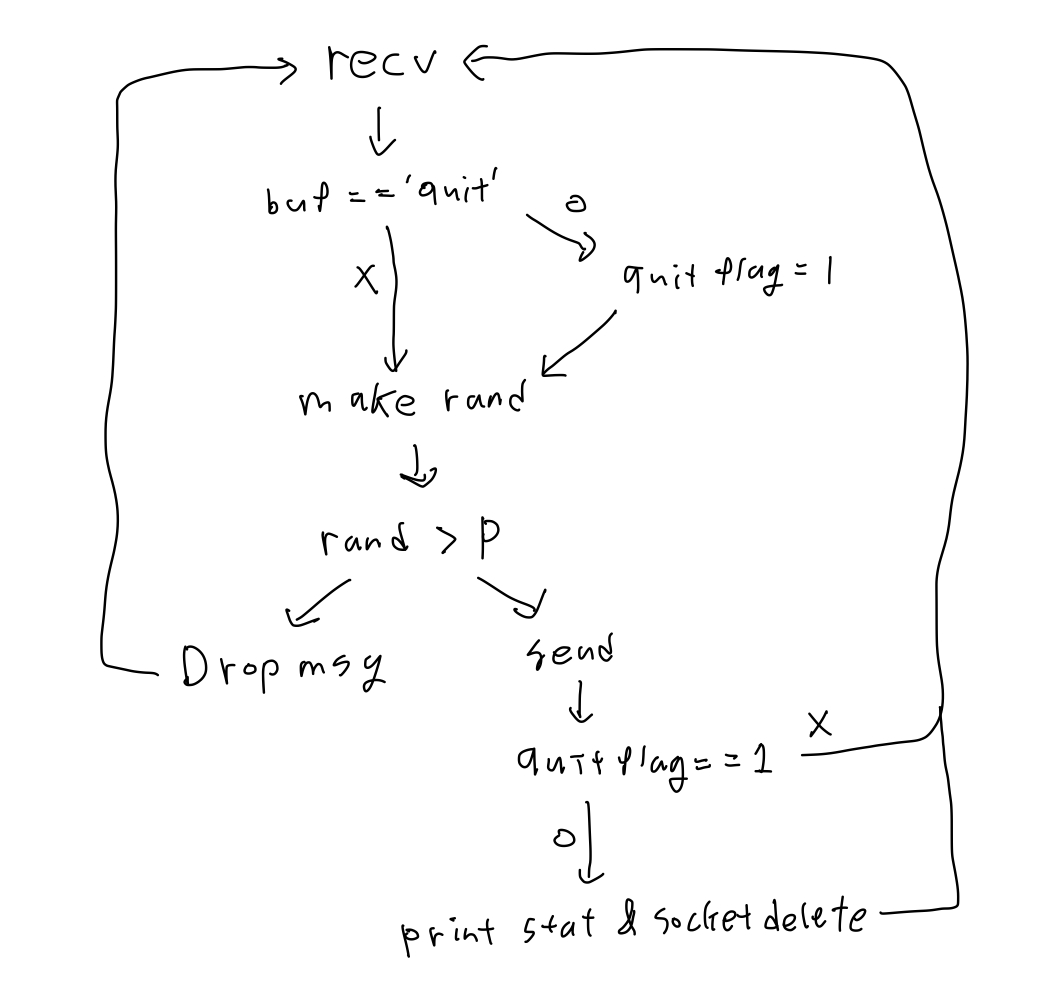 recv
buf == 'quit'
O
X
quit flag = 1
make rand
rand > p
Drop msg
send
quit flag == 1
X
O
print stat & socket delete